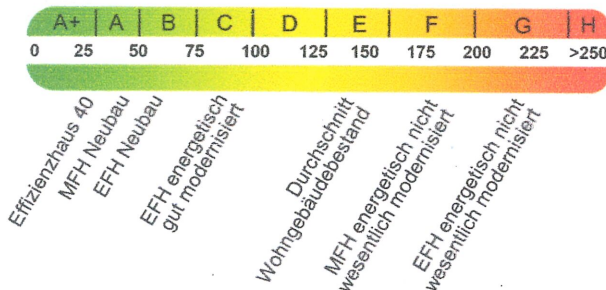 A+ A B C D E F G H
0 25 50 75 100 125 150 175 200 225 >250
Effizienzhaus 40
MFH Neubau
EFH Neubau
EFH energetisch
gut modernisiert
Durchschnitt
Wohngebäudebestand
MFH energetisch nicht
wesentlich modernisiert
EFH energetisch nicht
wesentlich modernisiert